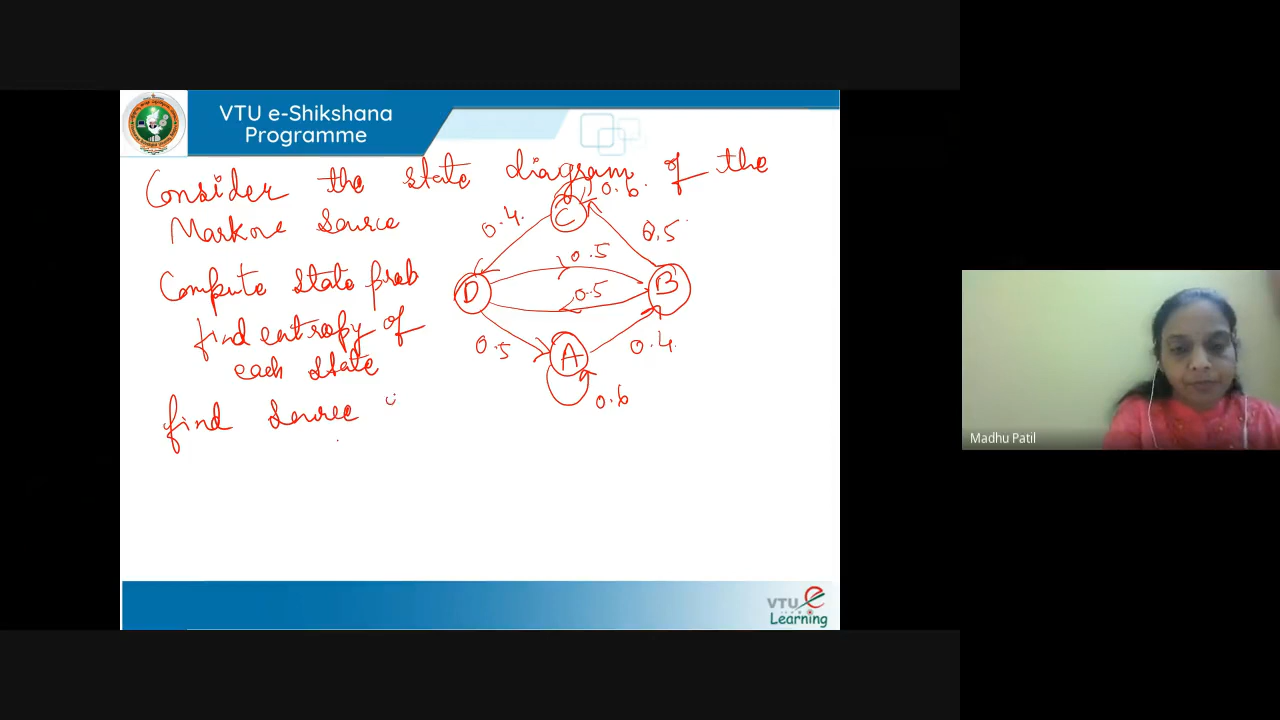 VTU e-Shikshana
Programme
Consider the state diagram of the
Markove Source
Compute state prob
find entropy of
each state
find source
C
0.6.
0.4.
0.5
0.5
D
B
0.5
0.5
A
0.4.
0.6
VTU e
Learning
Madhu Patil